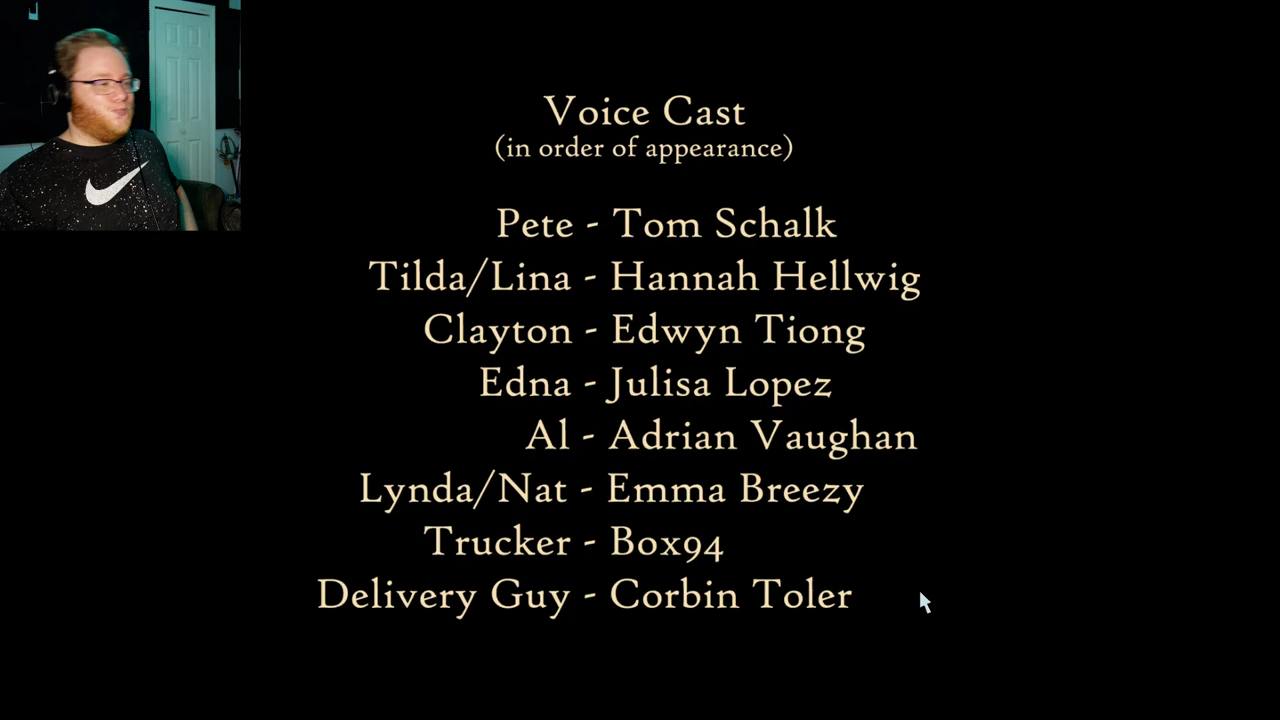 Voice Cast
(in order of appearance)
Pete - Tom Schalk
Tilda/Lina - Hannah Hellwig
Clayton - Edwyn Tiong
Edna - Julisa Lopez
Al - Adrian Vaughan
Lynda/Nat - Emma Breezy
Trucker - Box94
Delivery Guy - Corbin Toler